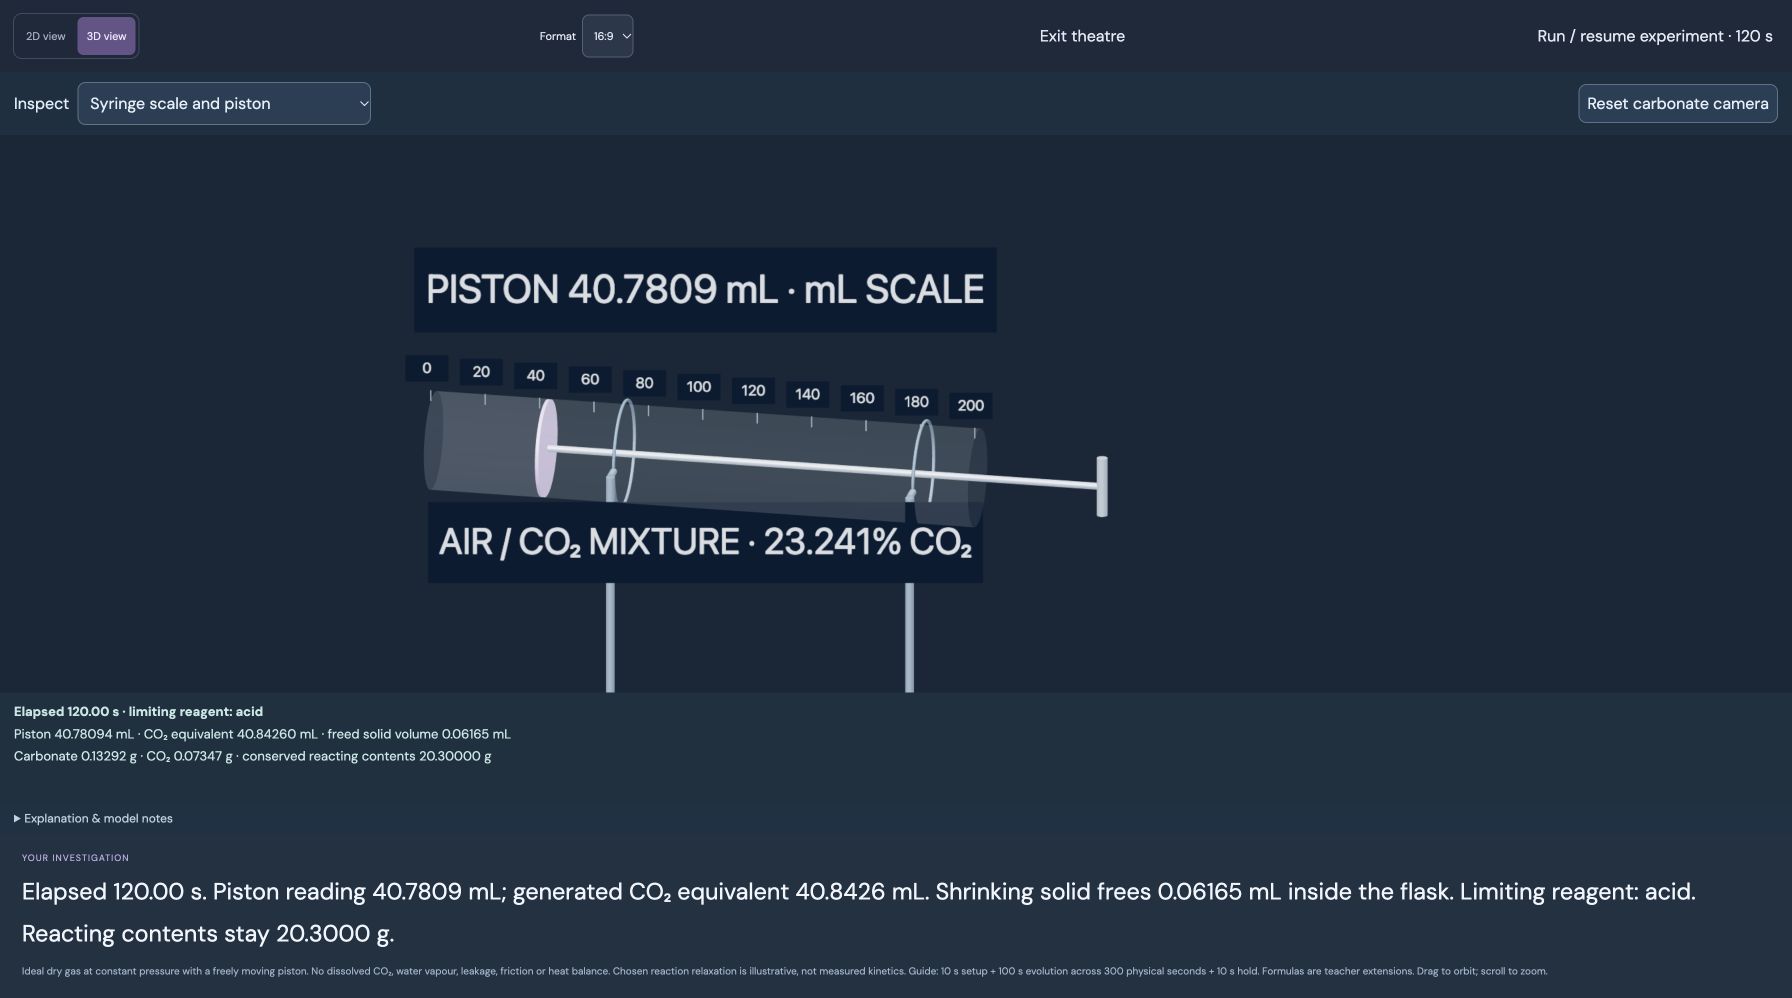 2D view 3D view Format 16:9 Exit theatre Run / resume experiment · 120 s
Inspect Syringe scale and piston Reset carbonate camera
PISTON 40.7809 mL · mL SCALE
0 20 40 60 80 100 120 140 160 180 200
AIR / CO₂ MIXTURE · 23.241% CO₂
Elapsed 120.00 s · limiting reagent: acid
Piston 40.78094 mL · CO₂ equivalent 40.84260 mL · freed solid volume 0.06165 mL
Carbonate 0.13292 g · CO₂ 0.07347 g · conserved reacting contents 20.30000 g
Explanation & model notes
YOUR INVESTIGATION
Elapsed 120.00 s. Piston reading 40.7809 mL; generated CO₂ equivalent 40.8426 mL. Shrinking solid frees 0.06165 mL inside the flask. Limiting reagent: acid.
Reacting contents stay 20.3000 g.
Ideal dry gas at constant pressure with a freely moving piston. No dissolved CO₂, water vapour, leakage, friction or heat balance. Chosen reaction relaxation is illustrative, not measured kinetics. Guide: 10 s setup + 100 s evolution across 300 physical seconds + 10 s hold. Formulas are teacher extensions. Drag to orbit; scroll to zoom.